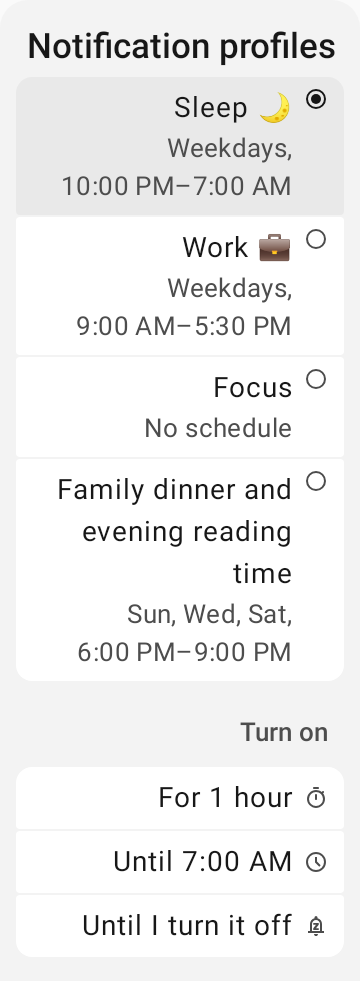 Notification profiles
Sleep 🌙
Weekdays,
10:00 PM–7:00 AM
Work 💼
Weekdays,
9:00 AM–5:30 PM
Focus
No schedule
Family dinner and
evening reading
time
Sun, Wed, Sat,
6:00 PM–9:00 PM
Turn on
For 1 hour
Until 7:00 AM
Until I turn it off